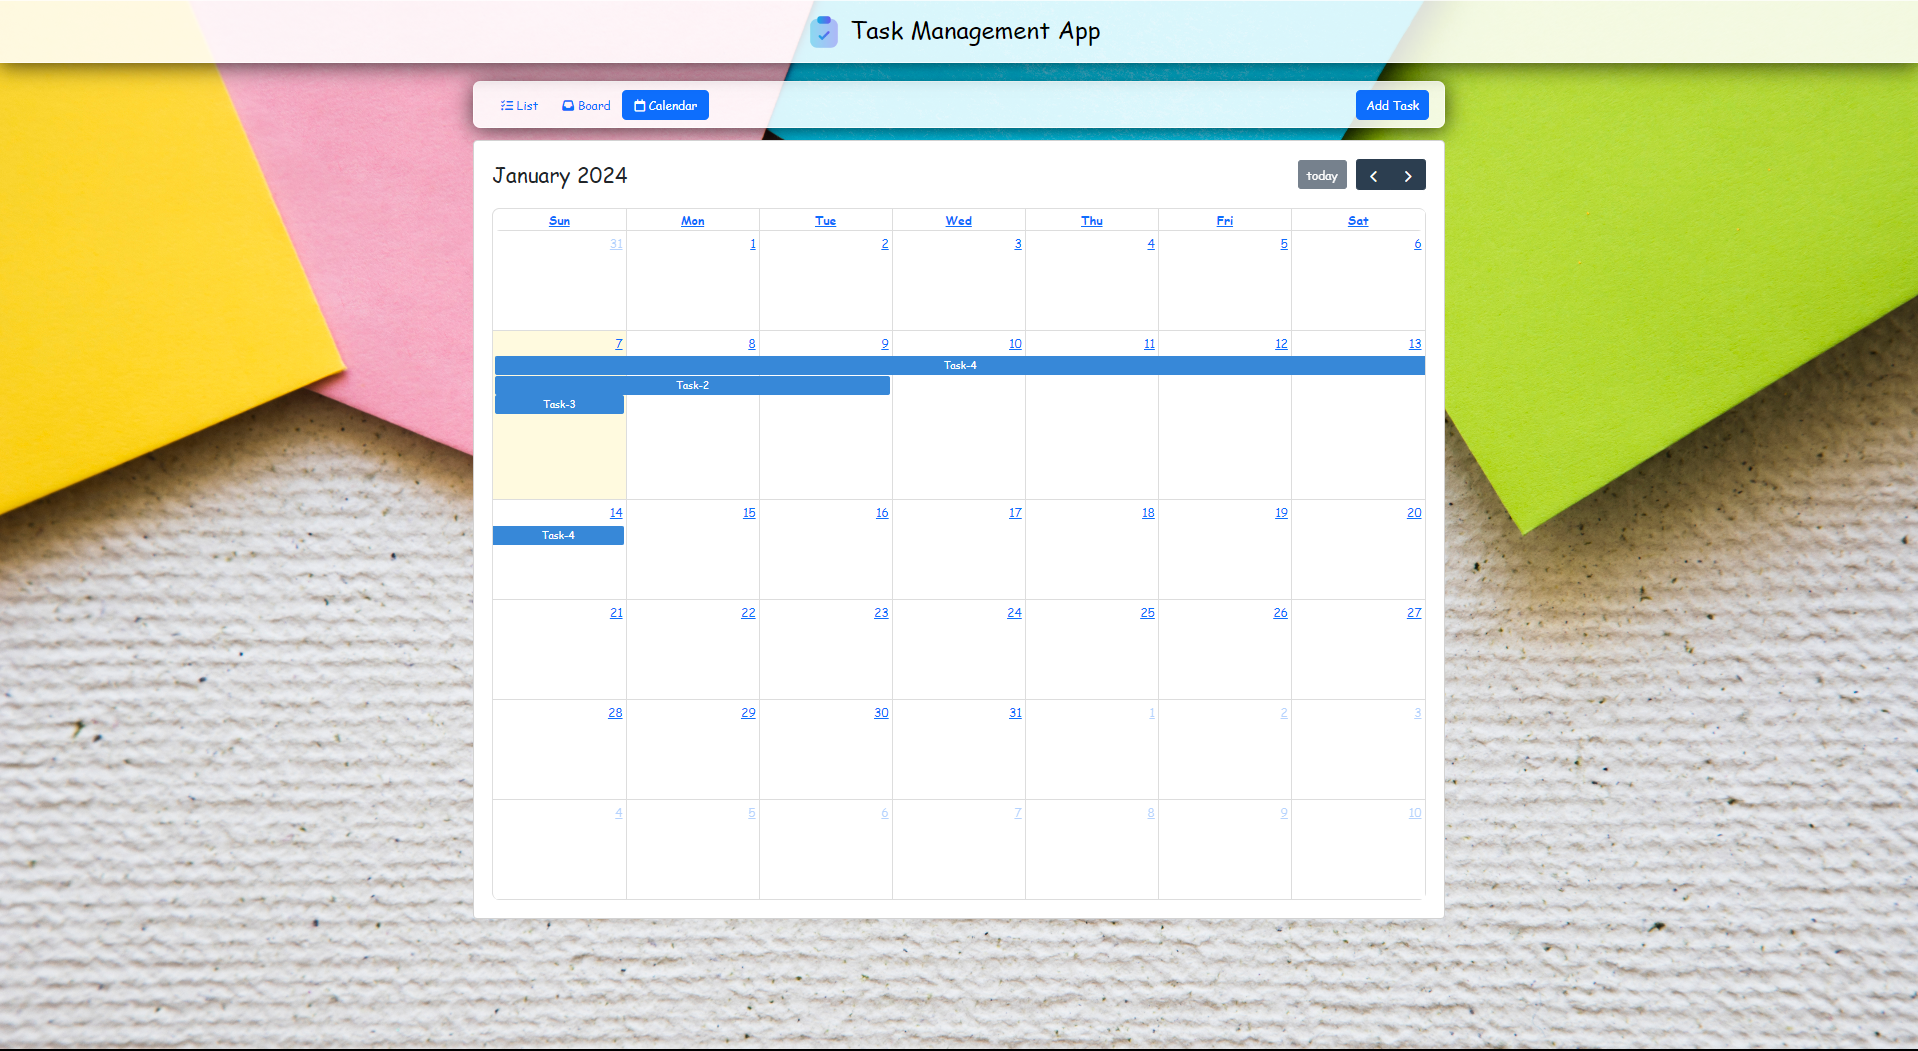 Task Management App
List Board Calendar Add Task
January 2024 today
Sun Mon Tue Wed Thu Fri Sat
31 1 2 3 4 5 6
7 8 9 10 11 12 13
Task-4
Task-2
Task-3
14 15 16 17 18 19 20
Task-4
21 22 23 24 25 26 27
28 29 30 31 1 2 3
4 5 6 7 8 9 10